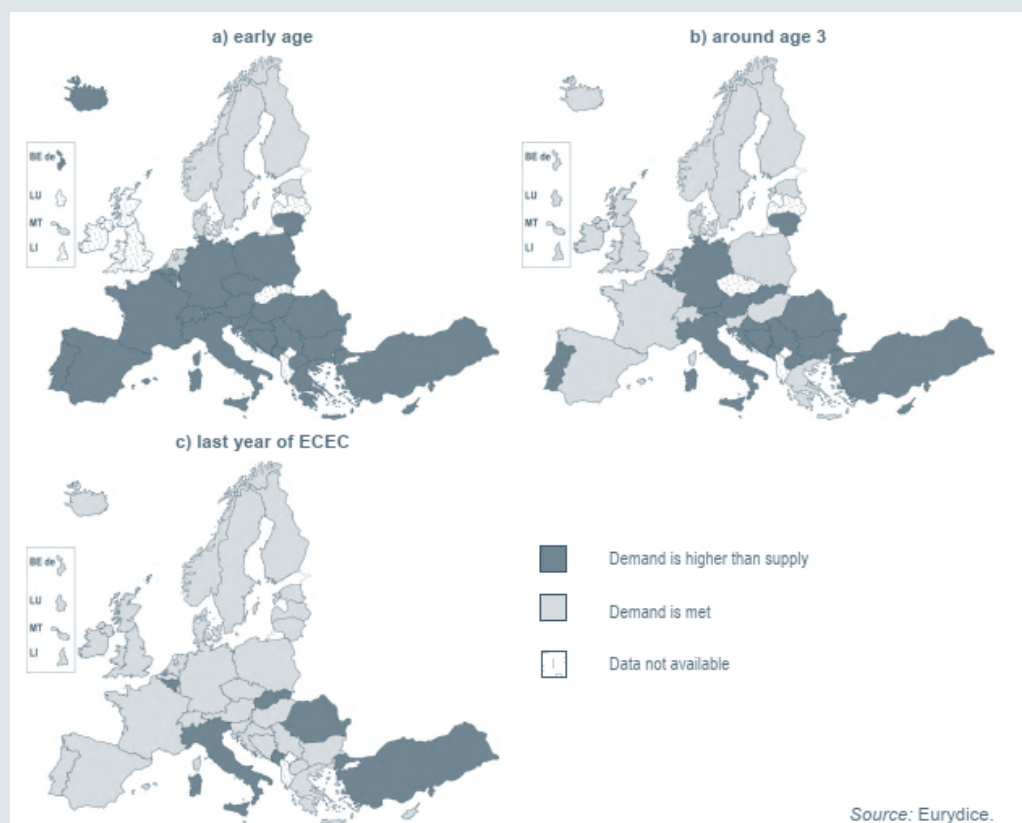 a) early age
b) around age 3
BE de
LU
MT
LI
BE de
LU
MT
LI
c) last year of ECEC
BE de
LU
MT
LI
Demand is higher than supply
Demand is met
Data not available
Source: Eurydice.